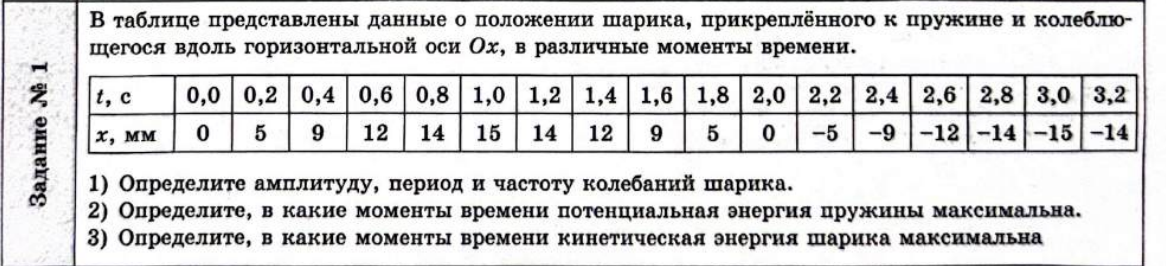 Задание № 1
В таблице представлены данные о положении шарика, прикреплённого к пружине и колеблю-
щегося вдоль горизонтальной оси Ox, в различные моменты времени.
t, с 0,0 0,2 0,4 0,6 0,8 1,0 1,2 1,4 1,6 1,8 2,0 2,2 2,4 2,6 2,8 3,0 3,2
x, мм 0 5 9 12 14 15 14 12 9 5 0 –5 –9 –12 –14 –15 –14
1) Определите амплитуду, период и частоту колебаний шарика.
2) Определите, в какие моменты времени потенциальная энергия пружины максимальна.
3) Определите, в какие моменты времени кинетическая энергия шарика максимальна